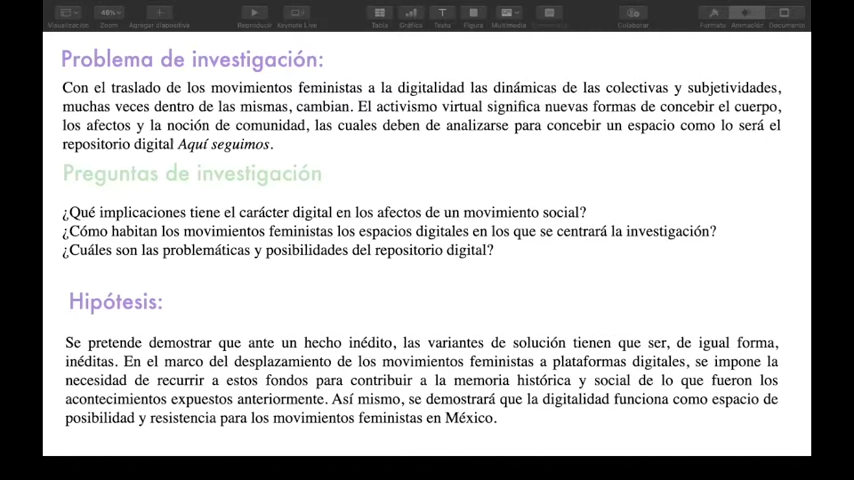 Visualización
48%
Zoom
Agregar diapositiva
Reproducir
Keynote Live
Tabla
Gráfica
Texto
Figura
Multimedia
Colaborar
Formato
Animación
Documento
Problema de investigación:
Con el traslado de los movimientos feministas a la digitalidad las dinámicas de las colectivas y subjetividades,
muchas veces dentro de las mismas, cambian. El activismo virtual significa nuevas formas de concebir el cuerpo,
los afectos y la noción de comunidad, las cuales deben de analizarse para concebir un espacio como lo será el
repositorio digital Aquí seguimos.
Preguntas de investigación
¿Qué implicaciones tiene el carácter digital en los afectos de un movimiento social?
¿Cómo habitan los movimientos feministas los espacios digitales en los que se centrará la investigación?
¿Cuáles son las problemáticas y posibilidades del repositorio digital?
Hipótesis:
Se pretende demostrar que ante un hecho inédito, las variantes de solución tienen que ser, de igual forma,
inéditas. En el marco del desplazamiento de los movimientos feministas a plataformas digitales, se impone la
necesidad de recurrir a estos fondos para contribuir a la memoria histórica y social de lo que fueron los
acontecimientos expuestos anteriormente. Así mismo, se demostrará que la digitalidad funciona como espacio de
posibilidad y resistencia para los movimientos feministas en México.